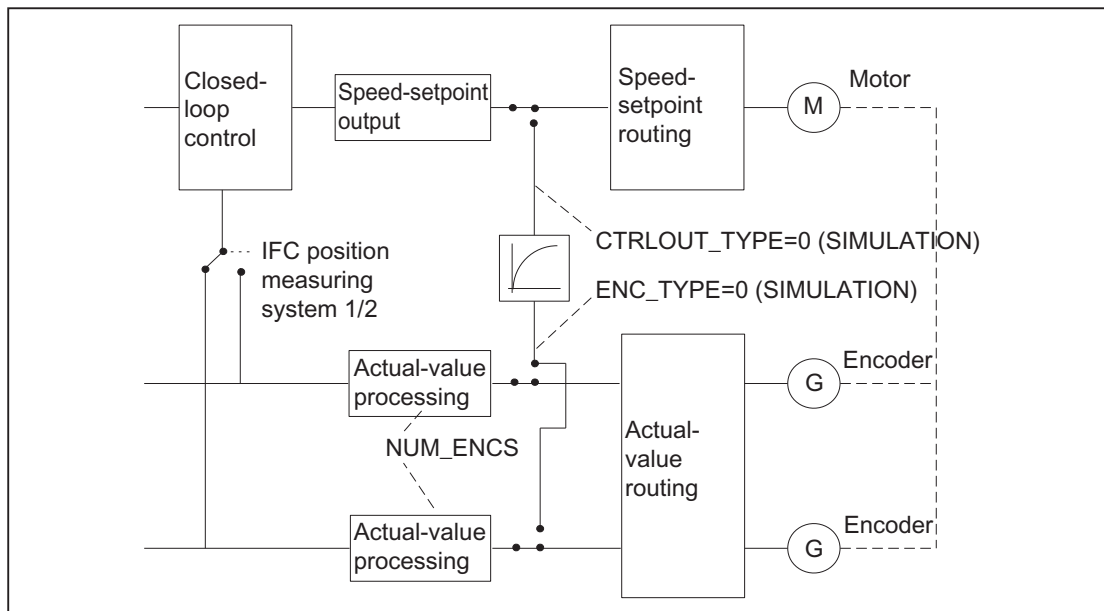 Closed-
loop
control
Speed-setpoint
output
Speed-
setpoint
routing
M
Motor
CTRLOUT_TYPE=0 (SIMULATION)
IFC position
measuring
system 1/2
ENC_TYPE=0 (SIMULATION)
Actual-value
processing
NUM_ENCS
Actual-value
processing
Actual-
value
routing
G
Encoder
G
Encoder